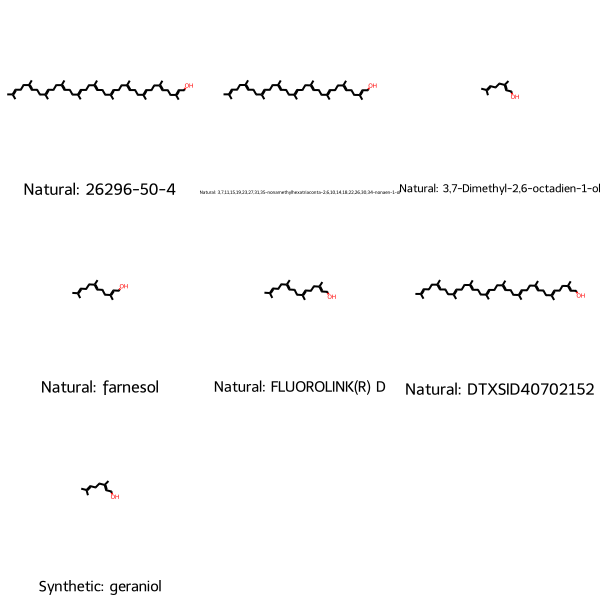 OH
OH
OH
Natural: 26296-50-4
Natural: 3,7,11,15,19,23,27,31,35-nonamethylhexatriaconta-2,6,10,14,18,22,26,30,34-nonaen-1-ol
Natural: 3,7-Dimethyl-2,6-octadien-1-ol
OH
OH
OH
Natural: farnesol
Natural: FLUOROLINK(R) D
Natural: DTXSID40702152
OH
Synthetic: geraniol